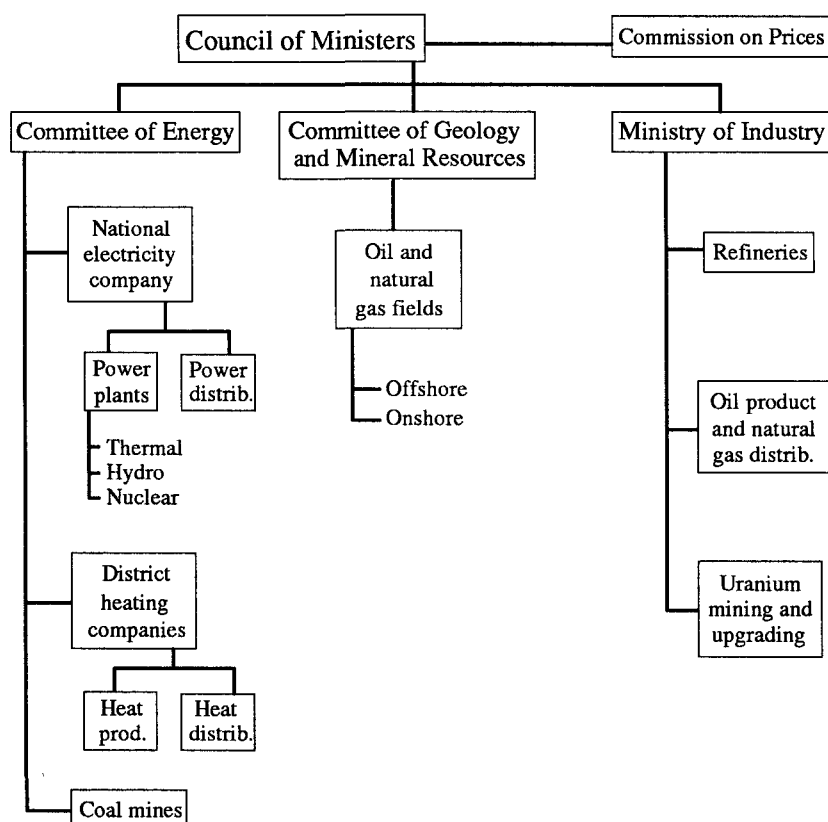 Council of Ministers
Commission on Prices
Committee of Energy
Committee of Geology
and Mineral Resources
Ministry of Industry
National
electricity
company
Power
plants
Power
distrib.
Thermal
Hydro
Nuclear
District
heating
companies
Heat
prod.
Heat
distrib.
Coal mines
Oil and
natural
gas fields
Offshore
Onshore
Refineries
Oil product
and natural
gas distrib.
Uranium
mining and
upgrading